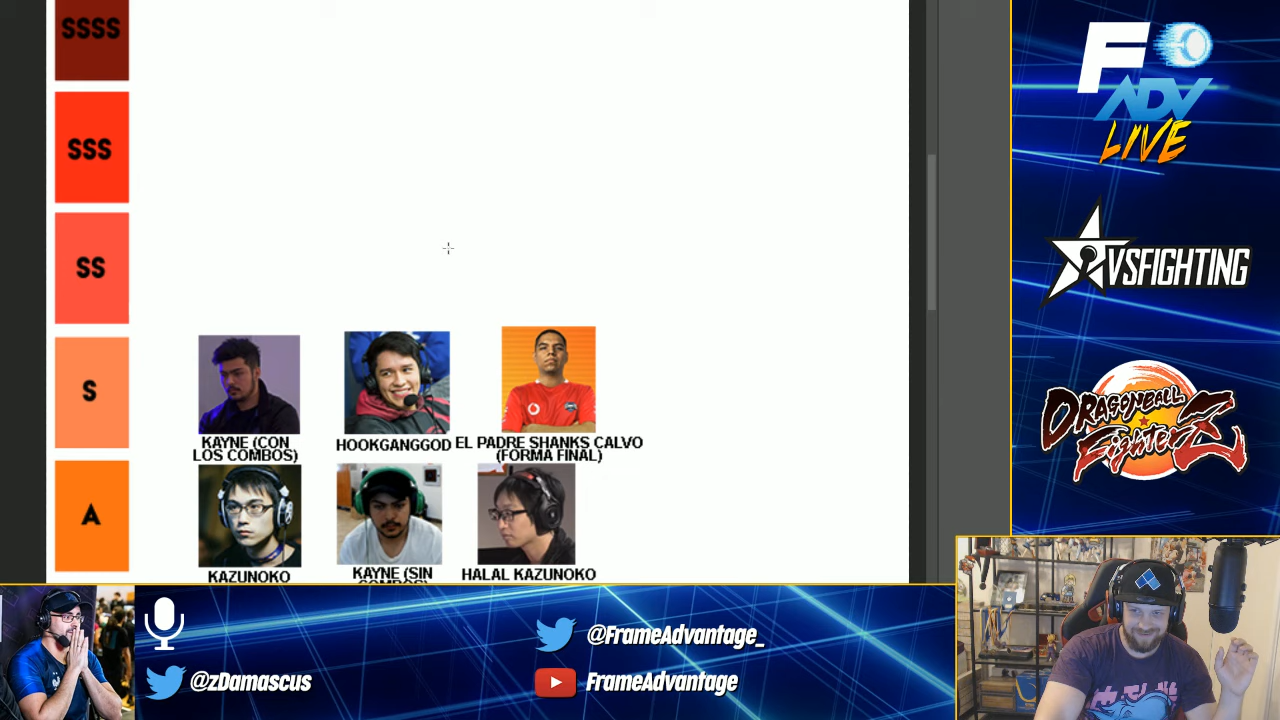 SSSS
SSS
SS
S
KAYNE (CON
LOS COMBOS)
HOOKGANGGOD
EL PADRE SHANKS CALVO
(FORMA FINAL)
A
KAZUNOKO
KAYNE (SIN
COMBOS)
HALAL KAZUNOKO
F
ADV
LIVE
VSFIGHTING
DRAGONBALL
FighterZ
@zDamascus
@FrameAdvantage_
FrameAdvantage